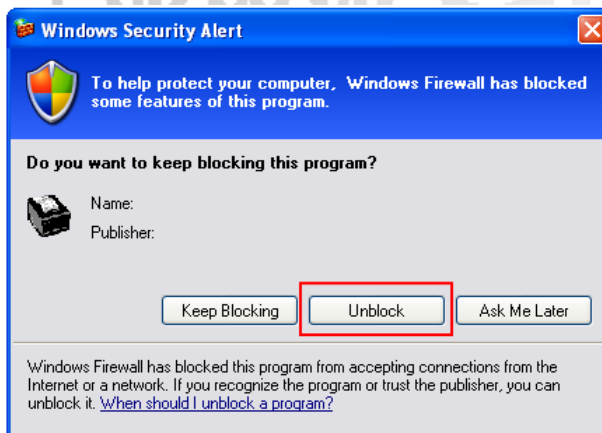 Windows Security Alert
To help protect your computer, Windows Firewall has blocked
some features of this program.
Do you want to keep blocking this program?
Name:
Publisher:
Keep Blocking Unblock Ask Me Later
Windows Firewall has blocked this program from accepting connections from the
Internet or a network. If you recognize the program or trust the publisher, you can
unblock it. When should I unblock a program?